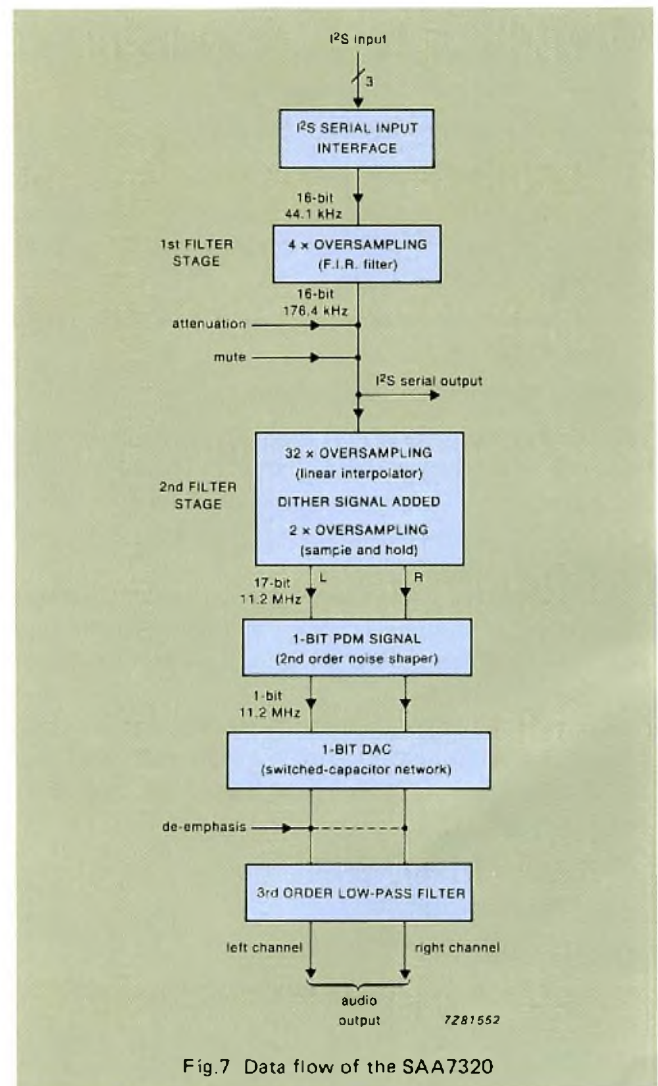 I²S input
3
I²S SERIAL INPUT
INTERFACE
16-bit
44.1 kHz
1st FILTER
STAGE
4 x OVERSAMPLING
(F.I.R. filter)
16-bit
176.4 kHz
attenuation
mute
I²S serial output
2nd FILTER
STAGE
32 x OVERSAMPLING
(linear interpolator)
DITHER SIGNAL ADDED
2 x OVERSAMPLING
(sample and hold)
L
R
17-bit
11.2 MHz
1-BIT PDM SIGNAL
(2nd order noise shaper)
1-bit
11.2 MHz
1-BIT DAC
(switched-capacitor network)
de-emphasis
3rd ORDER LOW-PASS FILTER
left channel
right channel
audio
output
7Z81552
Fig.7 Data flow of the SAA7320